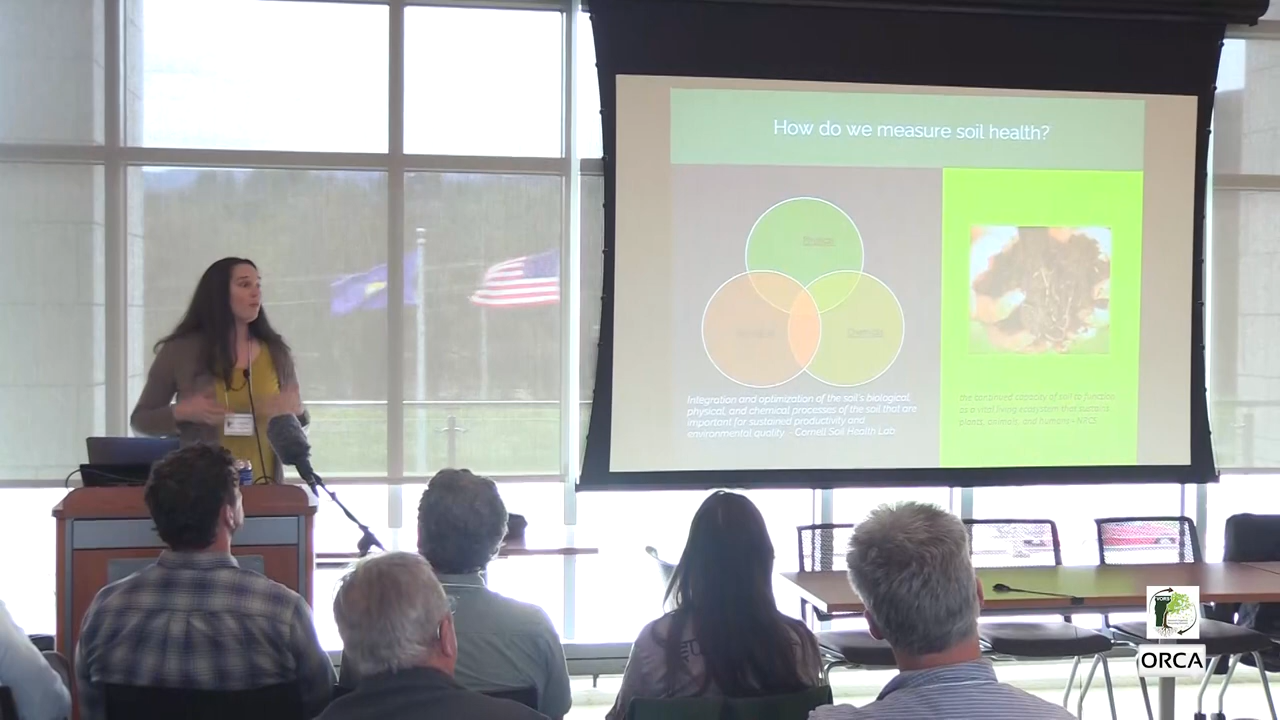 How do we measure soil health?
Physical
Chemical
Integration and optimization of the soil's biological,
physical, and chemical processes of the soil that are
important for sustained productivity and
environmental quality - Cornell Soil Health Lab
the continued capacity of soil to function
as a vital living ecosystem that sustains
plants, animals, and humans - NRCS
ORCA